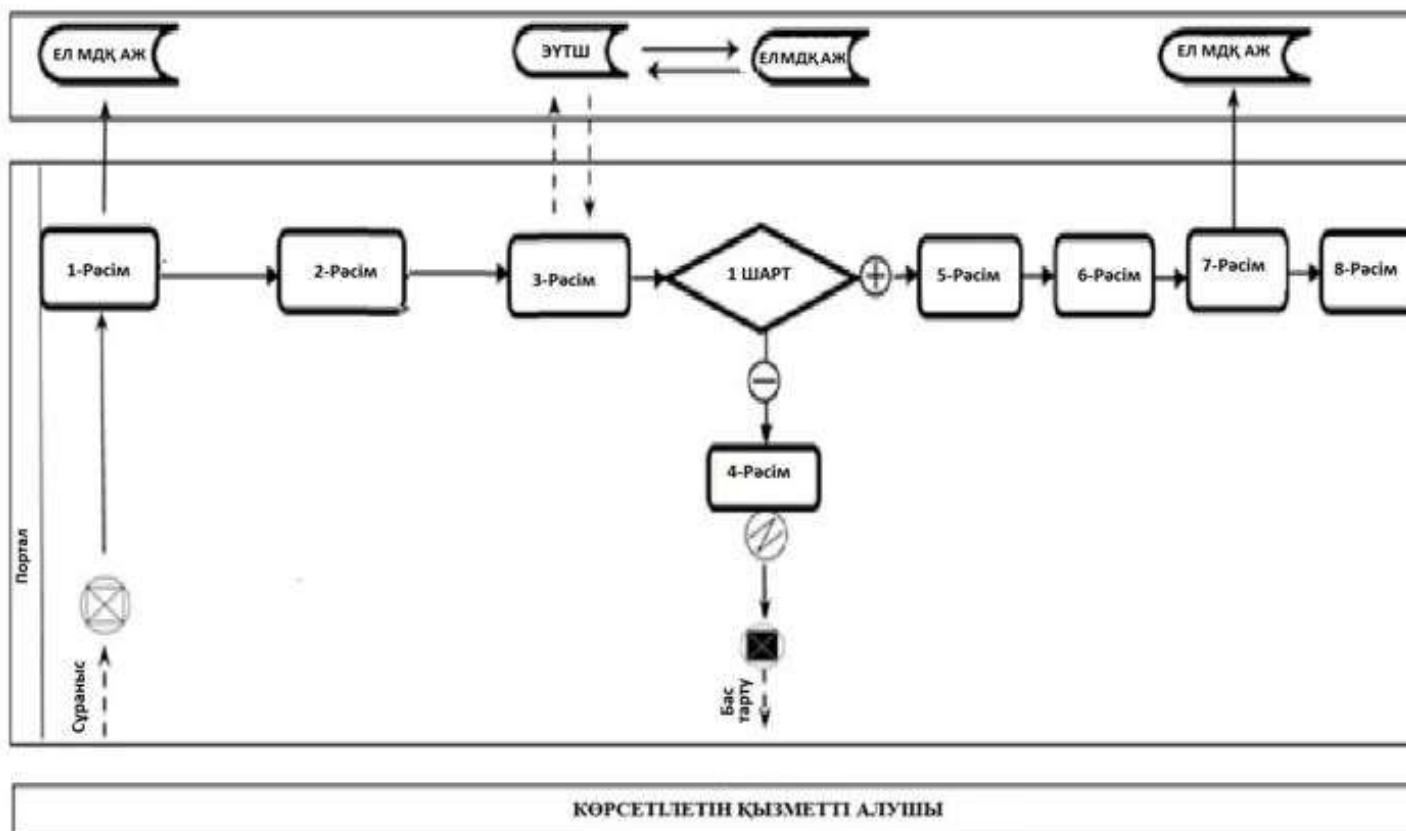 ЕЛ МДҚ АЖ
ЭҮТШ
ЕЛ МДҚ АЖ
ЕЛ МДҚ АЖ
1-Рәсім
2-Рәсім
3-Рәсім
1 ШАРТ
5-Рәсім
6-Рәсім
7-Рәсім
8-Рәсім
4-Рәсім
Портал
Сұраныс
Бас
тарту
КӨРСЕТІЛЕТІН ҚЫЗМЕТТІ АЛУШЫ